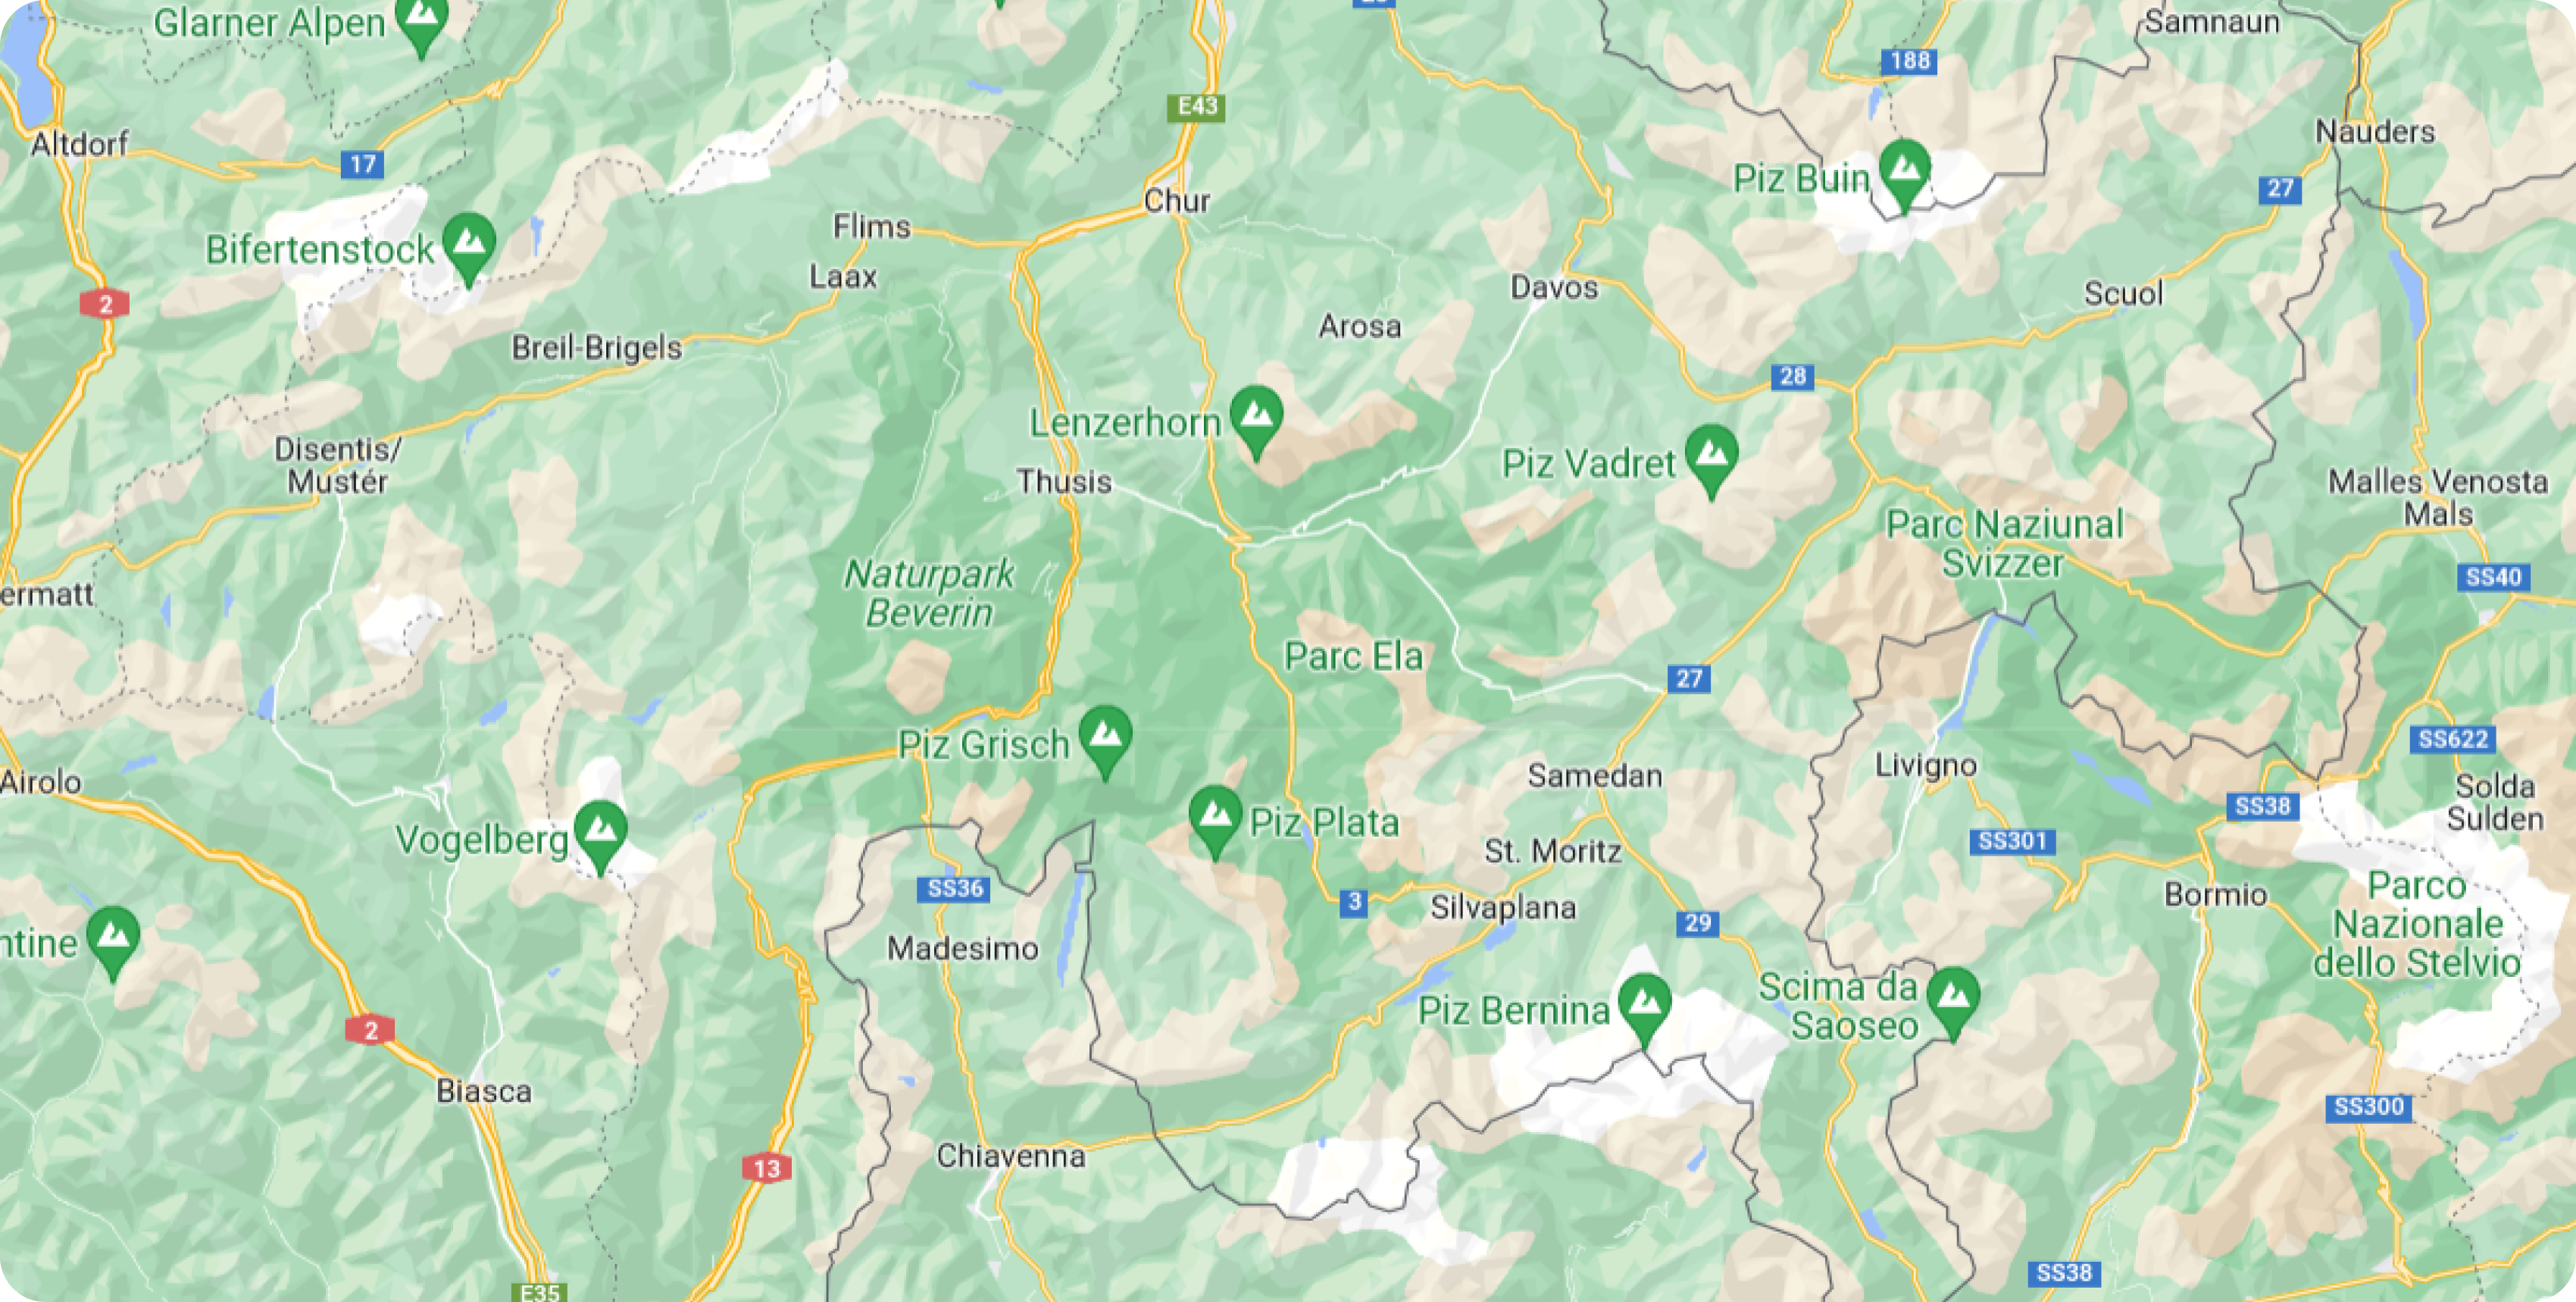 Glarner Alpen
Samnaun
188
E43
Altdorf
17
Nauders
Piz Buin
27
Chur
Flims
Bifertenstock
Laax
Davos
Scuol
2
Arosa
Breil-Brigels
28
Lenzerhorn
Disentis/
Mustér
Piz Vadret
Thusis
Malles Venosta
Mals
Parc Naziunal
Svizzer
Naturpark
Beverin
SS40
ermatt
Parc Ela
27
Piz Grisch
SS622
Airolo
Samedan
Livigno
Solda
Sulden
SS38
Vogelberg
Piz Plata
SS301
St. Moritz
SS36
3
Silvaplana
29
Bormio
Parco
Nazionale
dello Stelvio
ntine
Madesimo
Piz Bernina
Scima da
Saoseo
2
Biasca
SS300
Chiavenna
13
SS38
E35